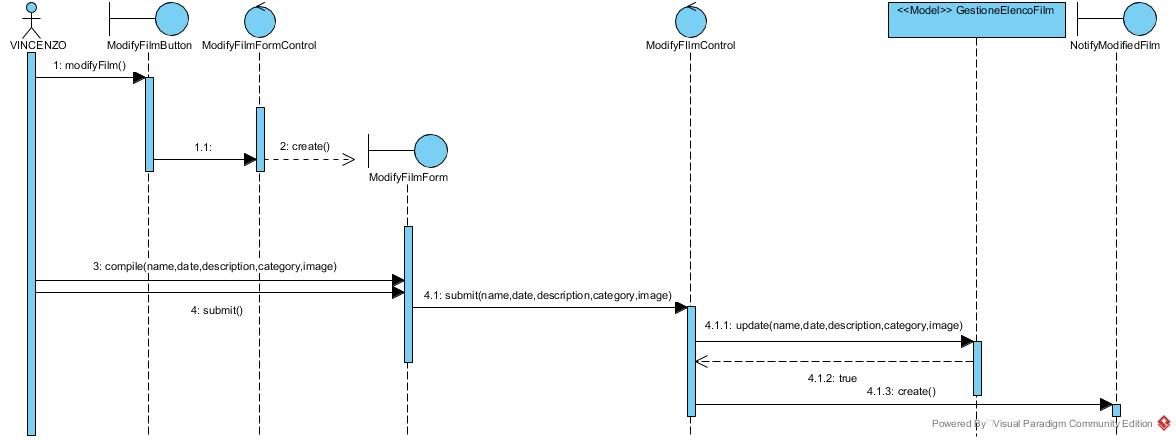 <<Model>> GestioneElencoFilm
VINCENZO
ModifyFilmButton
ModifyFilmFormControl
ModifyFIlmControl
NotifyModifiedFilm
1: modifyFilm()
1.1:
2: create()
ModifyFilmForm
3: compile(name,date,description,category,image)
4: submit()
4.1: submit(name,date,description,category,image)
4.1.1: update(name,date,description,category,image)
4.1.2: true
4.1.3: create()
Powered By Visual Paradigm Community Edition